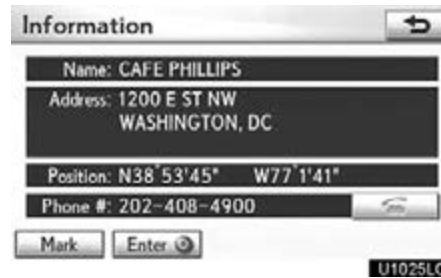 Information
Name: CAFE PHILLIPS
Address: 1200 E ST NW
WASHINGTON, DC
Position: N38°53'45" W77°1'41"
Phone #: 202-408-4900
Mark Enter
U1025LC